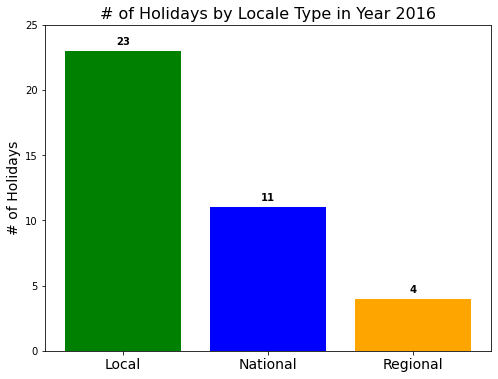 # of Holidays by Locale Type in Year 2016
# of Holidays
25
20
15
10
5
0
23
11
4
Local
National
Regional